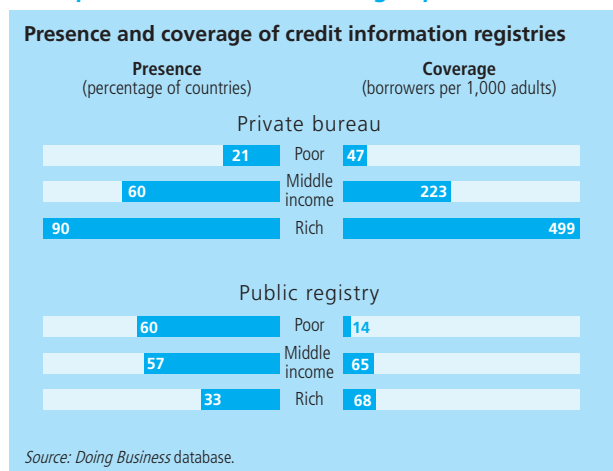 Presence and coverage of credit information registries
Presence Coverage
(percentage of countries) (borrowers per 1,000 adults)
Private bureau
21 Poor 47
60 Middle income 223
90 Rich 499
Public registry
60 Poor 14
57 Middle income 65
33 Rich 68
Source: Doing Business database.